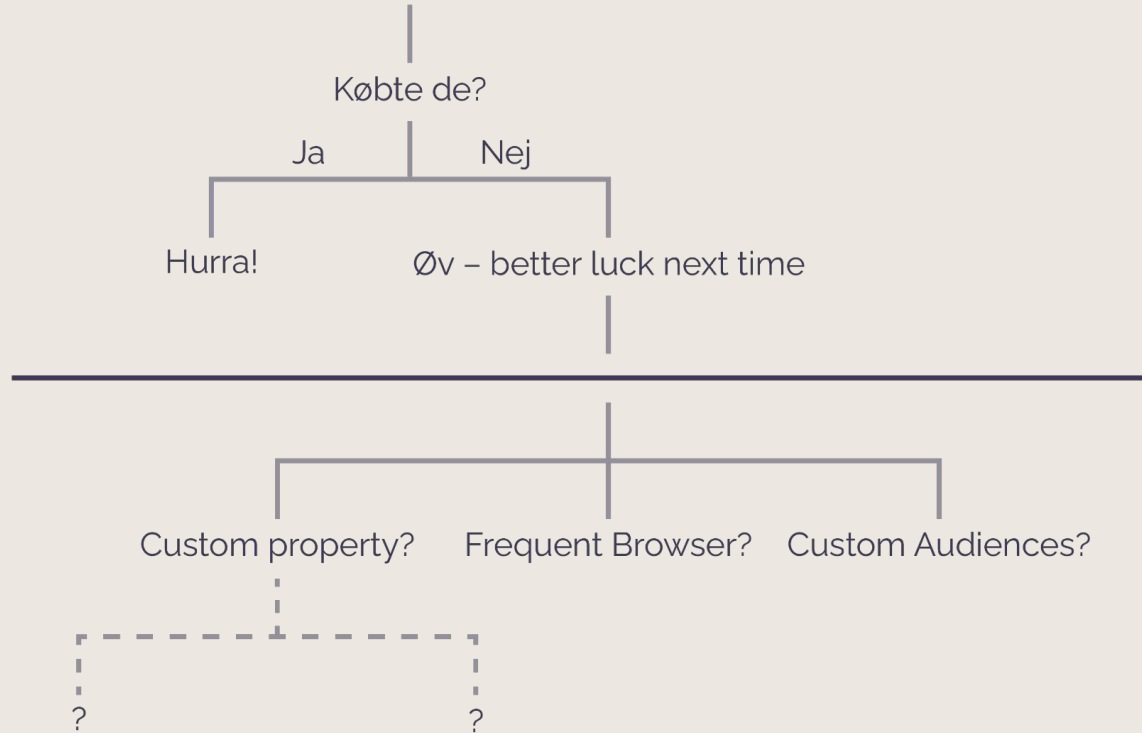 Købte de?
Ja
Nej
Hurra!
Øv – better luck next time
Custom property?
Frequent Browser?
Custom Audiences?
?
?